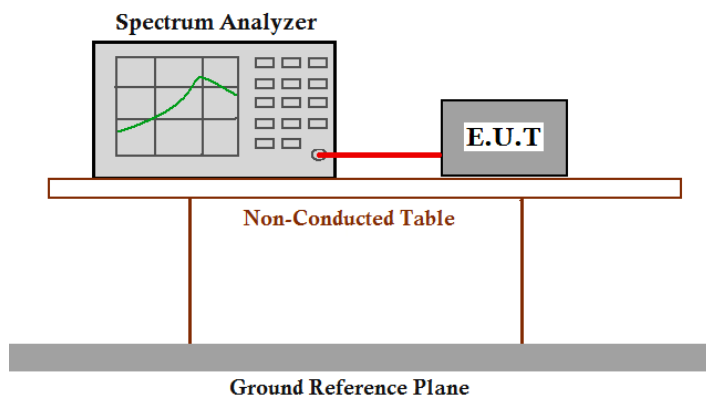 Spectrum Analyzer
E.U.T
Non-Conducted Table
Ground Reference Plane